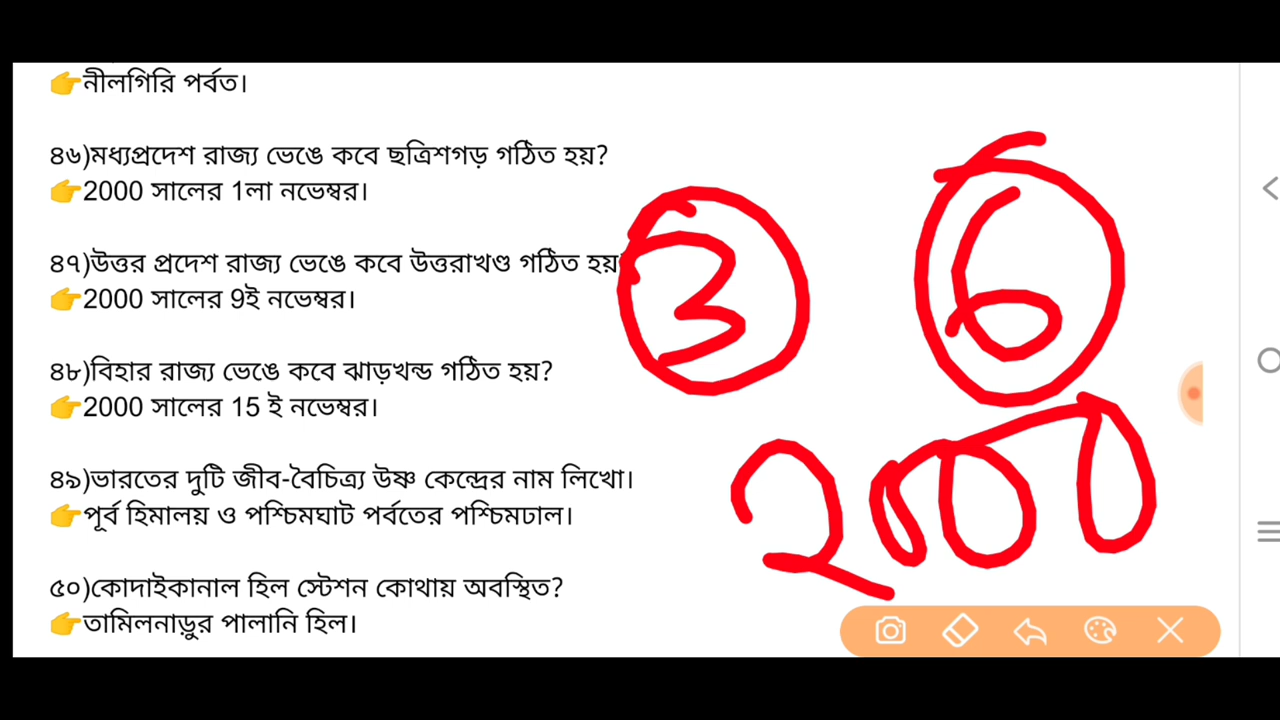 👉নীলগিরি পর্বত।
৪৬)মধ্যপ্রদেশ রাজ্য ভেঙে কবে ছত্রিশগড় গঠিত হয়?
👉2000 সালের 1লা নভেম্বর।
৪৭)উত্তর প্রদেশ রাজ্য ভেঙে কবে উত্তরাখণ্ড গঠিত হয়
👉2000 সালের 9ই নভেম্বর।
৪৮)বিহার রাজ্য ভেঙে কবে ঝাড়খন্ড গঠিত হয়?
👉2000 সালের 15 ই নভেম্বর।
৪৯)ভারতের দুটি জীব-বৈচিত্র্য উষ্ণ কেন্দ্রের নাম লিখো।
👉পূর্ব হিমালয় ও পশ্চিমঘাট পর্বতের পশ্চিমঢাল।
৫০)কোদাইকানাল হিল স্টেশন কোথায় অবস্থিত?
👉তামিলনাড়ুর পালানি হিল।
3
6
2000